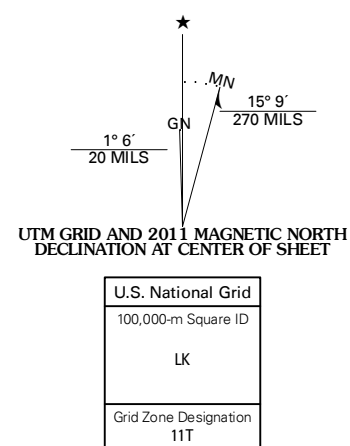 MN
GN
15° 9´
270 MILS
1° 6´
20 MILS
UTM GRID AND 2011 MAGNETIC NORTH
DECLINATION AT CENTER OF SHEET
U.S. National Grid
100,000-m Square ID
LK
Grid Zone Designation
11T